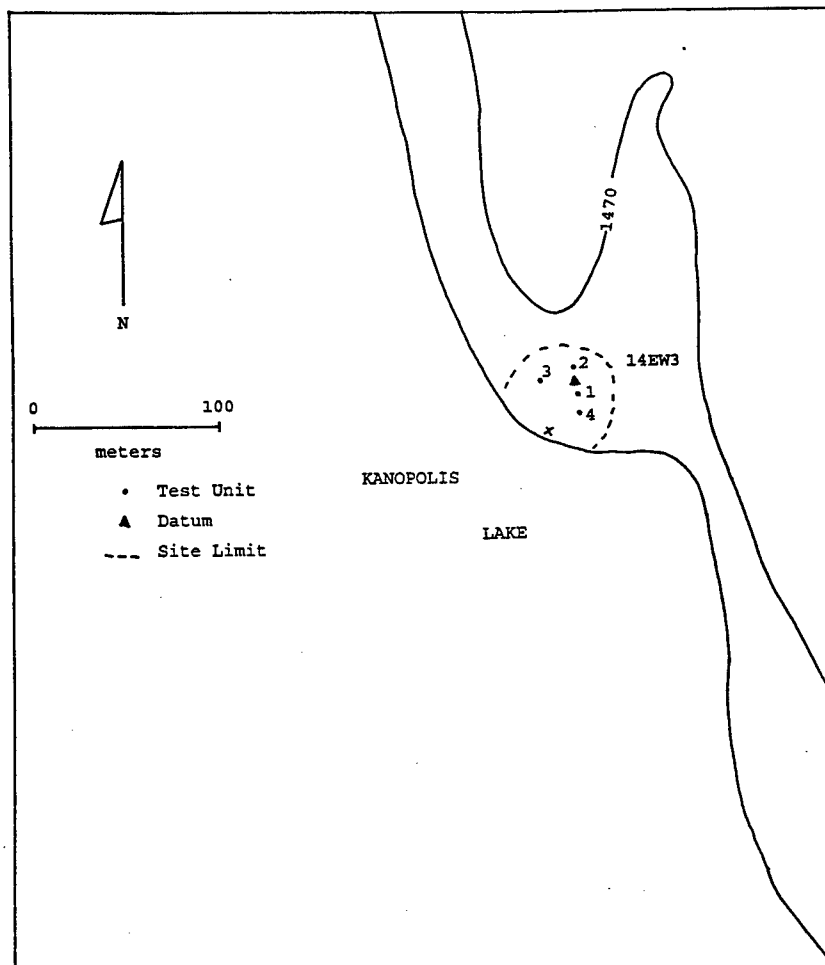 1470
14EW3
2
3
1
4
x
N
0 100
meters
Test Unit
Datum
Site Limit
KANOPOLIS
LAKE